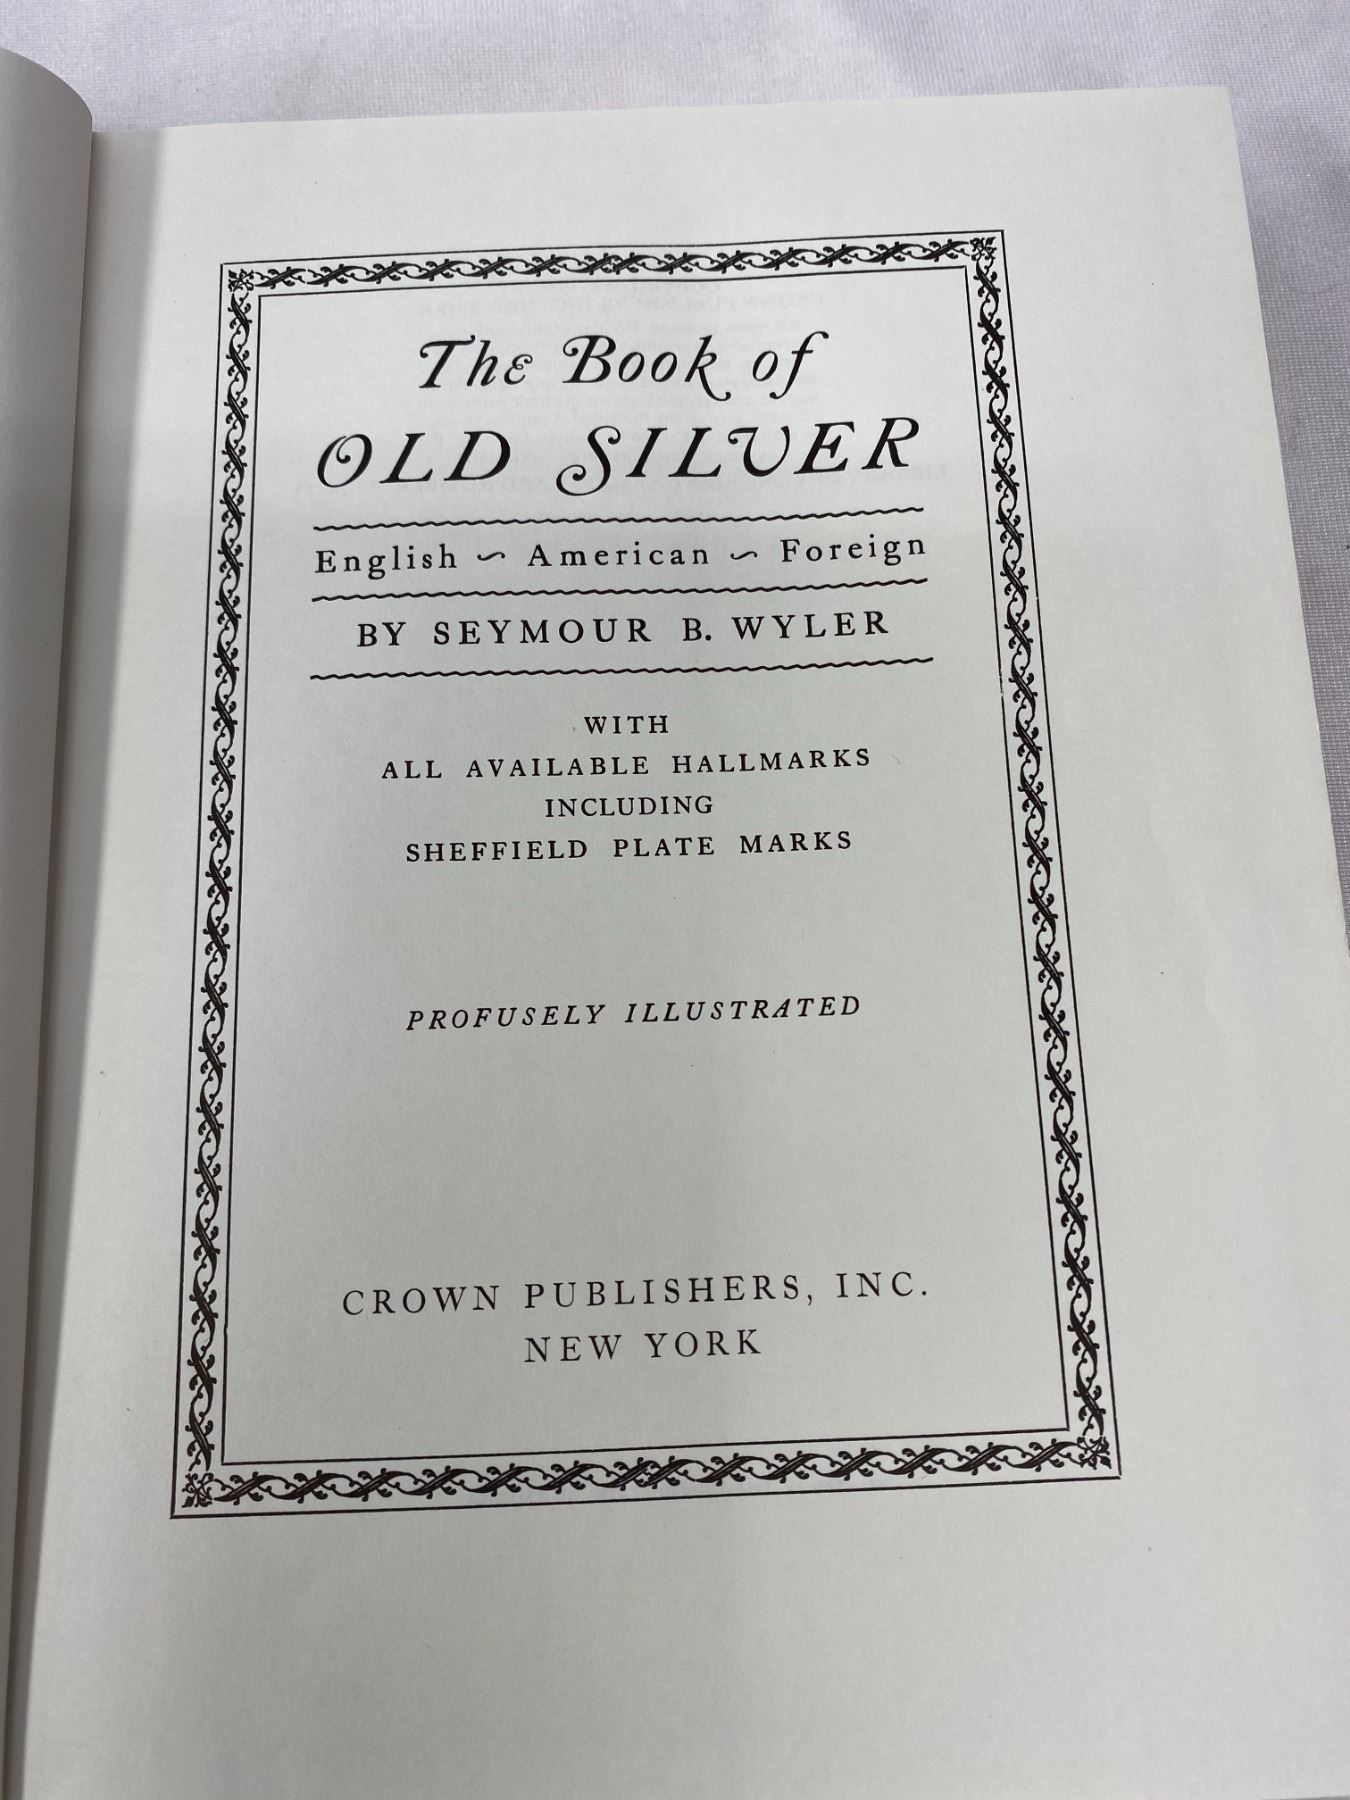 The Book of
OLD SILVER
English ~ American ~ Foreign
BY SEYMOUR B. WYLER
WITH
ALL AVAILABLE HALLMARKS
INCLUDING
SHEFFIELD PLATE MARKS
PROFUSELY ILLUSTRATED
CROWN PUBLISHERS, INC.
NEW YORK